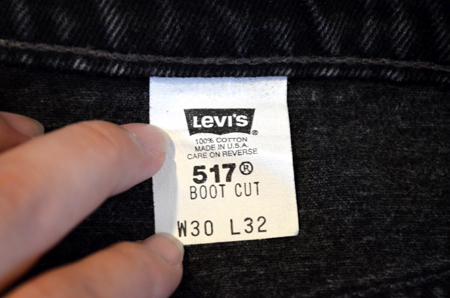 LEVI'S ®
100% COTTON
MADE IN U.S.A.
CARE ON REVERSE
517®
BOOT CUT
W30 L32